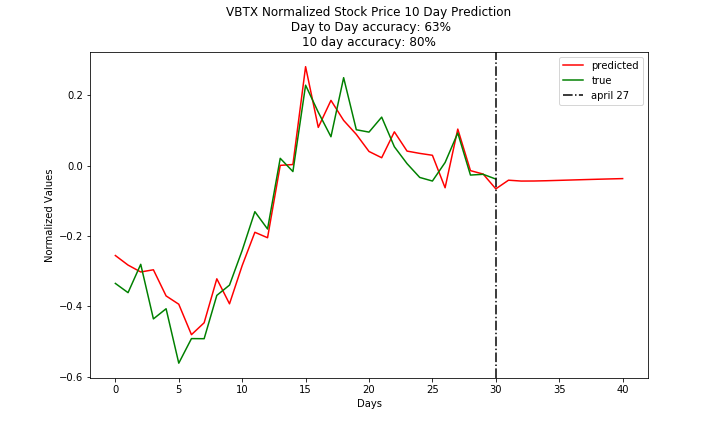 VBTX Normalized Stock Price 10 Day Prediction
Day to Day accuracy: 63%
10 day accuracy: 80%
predicted
true
april 27
0.2
0.0
−0.2
−0.4
−0.6
Normalized Values
0 5 10 15 20 25 30 35 40
Days